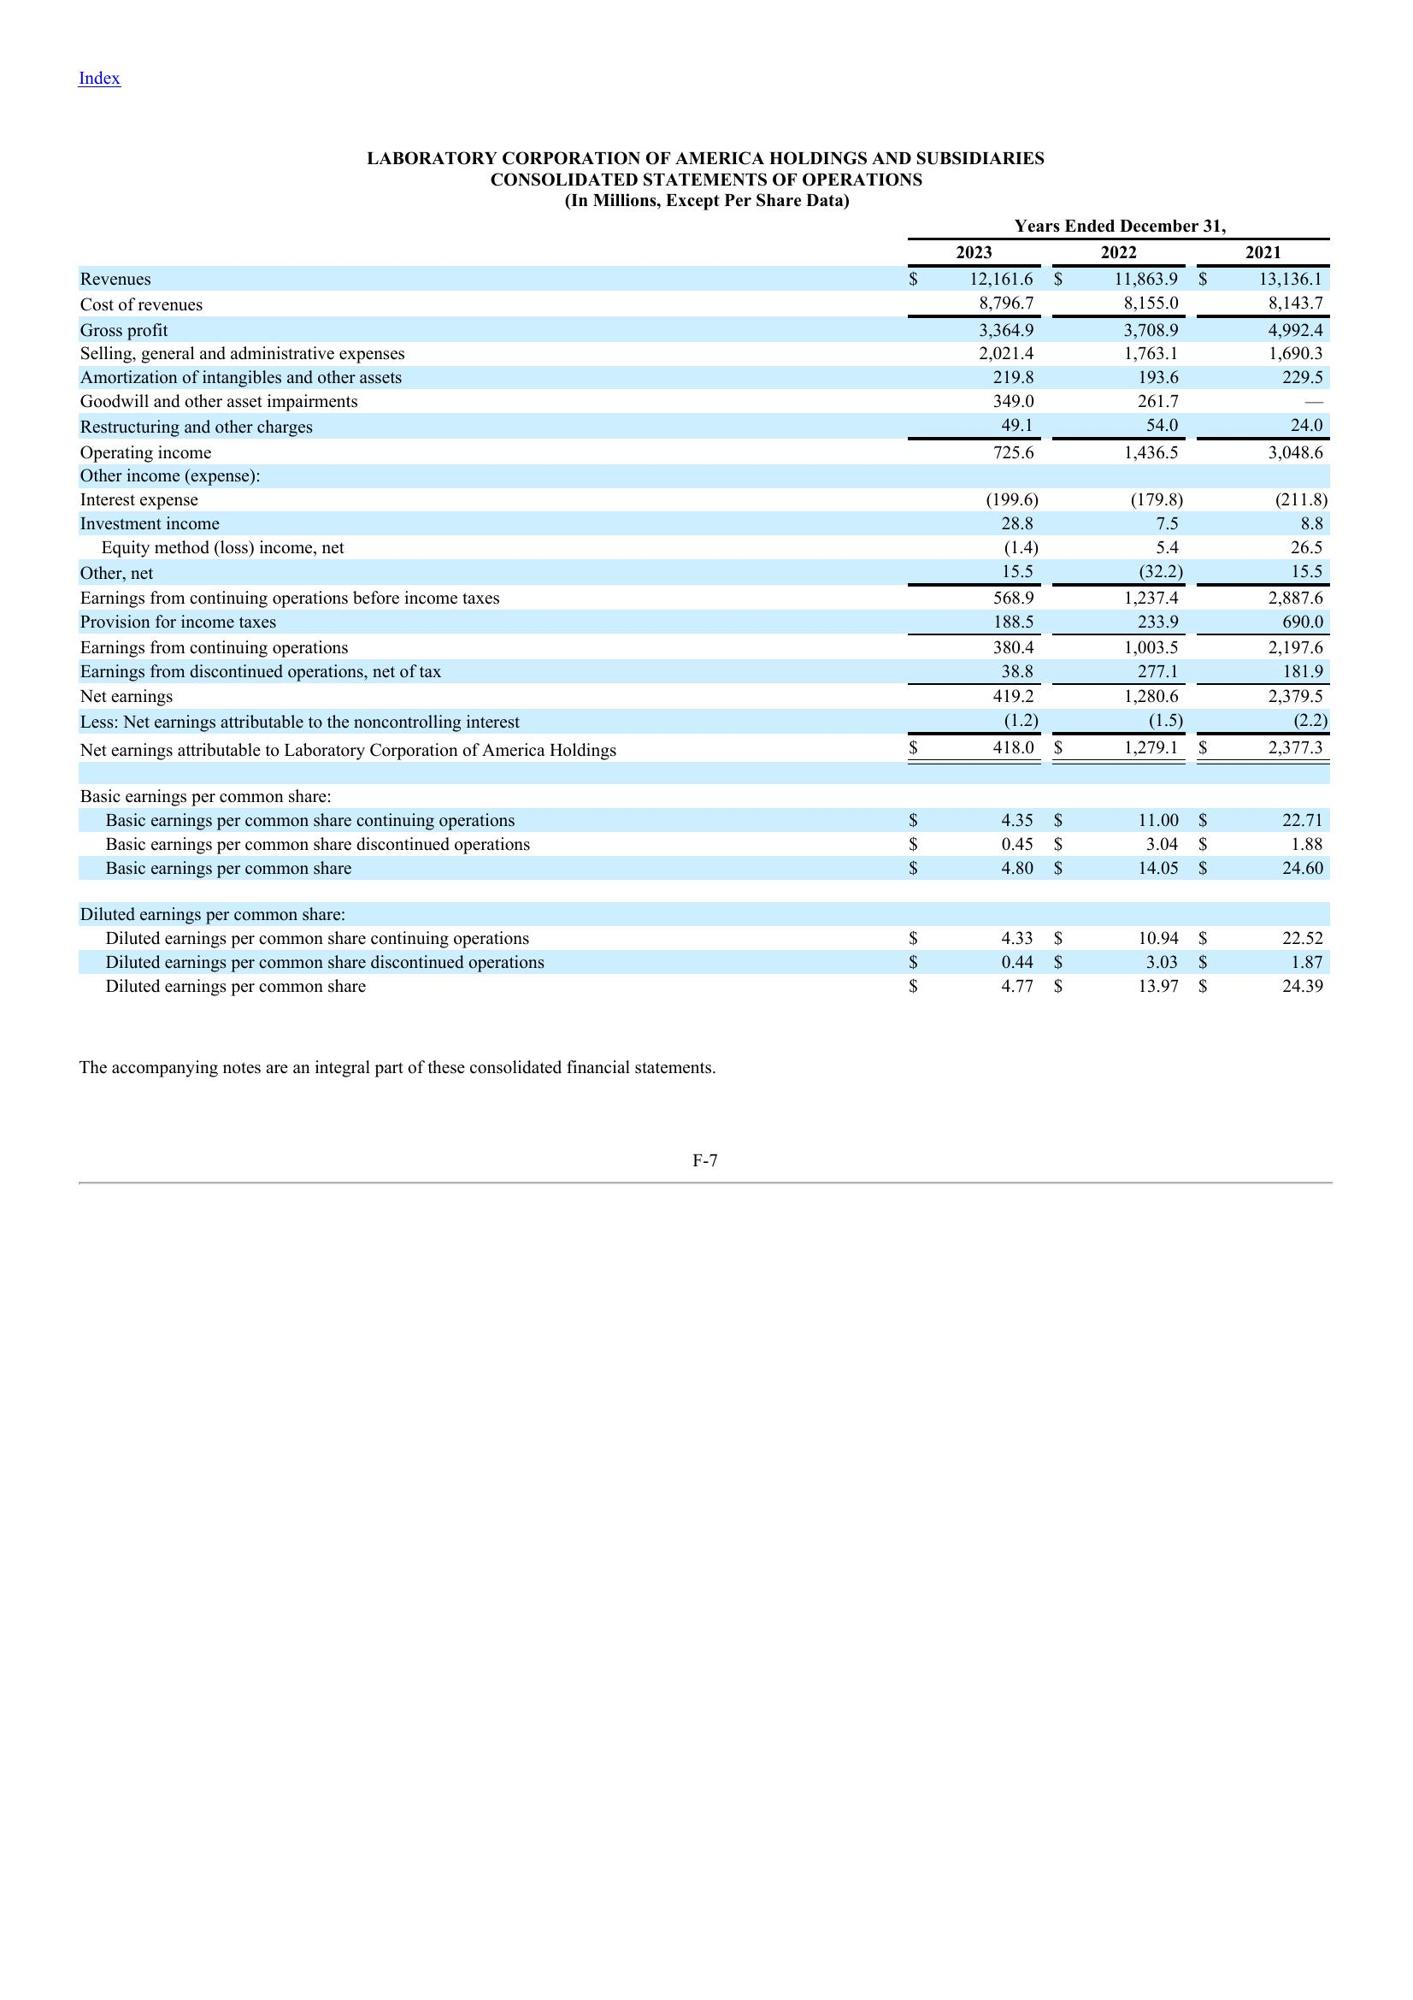 Index
LABORATORY CORPORATION OF AMERICA HOLDINGS AND SUBSIDIARIES
CONSOLIDATED STATEMENTS OF OPERATIONS
(In Millions, Except Per Share Data)
Years Ended December 31,
2023 2022 2021
Revenues $ 12,161.6 $ 11,863.9 $ 13,136.1
Cost of revenues 8,796.7 8,155.0 8,143.7
Gross profit 3,364.9 3,708.9 4,992.4
Selling, general and administrative expenses 2,021.4 1,763.1 1,690.3
Amortization of intangibles and other assets 219.8 193.6 229.5
Goodwill and other asset impairments 349.0 261.7 —
Restructuring and other charges 49.1 54.0 24.0
Operating income 725.6 1,436.5 3,048.6
Other income (expense):
Interest expense (199.6) (179.8) (211.8)
Investment income 28.8 7.5 8.8
Equity method (loss) income, net (1.4) 5.4 26.5
Other, net 15.5 (32.2) 15.5
Earnings from continuing operations before income taxes 568.9 1,237.4 2,887.6
Provision for income taxes 188.5 233.9 690.0
Earnings from continuing operations 380.4 1,003.5 2,197.6
Earnings from discontinued operations, net of tax 38.8 277.1 181.9
Net earnings 419.2 1,280.6 2,379.5
Less: Net earnings attributable to the noncontrolling interest (1.2) (1.5) (2.2)
Net earnings attributable to Laboratory Corporation of America Holdings $ 418.0 $ 1,279.1 $ 2,377.3
Basic earnings per common share:
Basic earnings per common share continuing operations $ 4.35 $ 11.00 $ 22.71
Basic earnings per common share discontinued operations $ 0.45 $ 3.04 $ 1.88
Basic earnings per common share $ 4.80 $ 14.05 $ 24.60
Diluted earnings per common share:
Diluted earnings per common share continuing operations $ 4.33 $ 10.94 $ 22.52
Diluted earnings per common share discontinued operations $ 0.44 $ 3.03 $ 1.87
Diluted earnings per common share $ 4.77 $ 13.97 $ 24.39
The accompanying notes are an integral part of these consolidated financial statements.
F-7